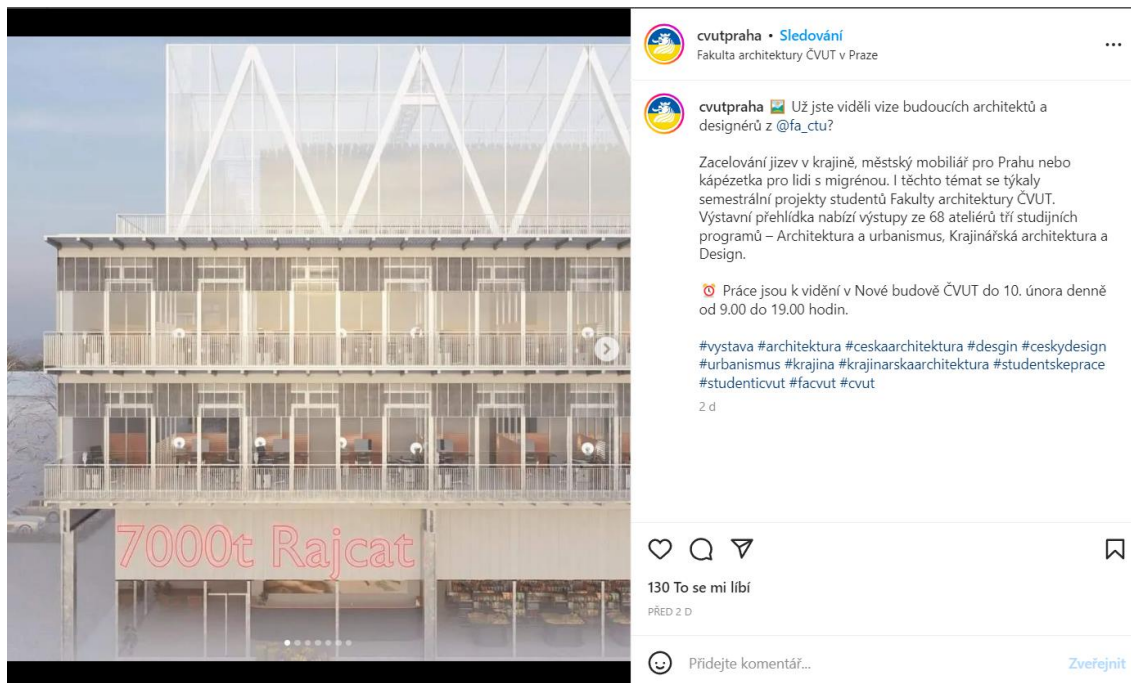 7000t Rajcat
cvutpraha • Sledování
Fakulta architektury ČVUT v Praze
cvutpraha 🖼️ Už jste viděli vize budoucích architektů a
designérů z @fa_ctu?
Zacelování jizev v krajině, městský mobiliář pro Prahu nebo
kápézetka pro lidi s migrénou. I těchto témat se týkaly
semestrální projekty studentů Fakulty architektury ČVUT.
Výstavní přehlídka nabízí výstupy ze 68 ateliérů tří studijních
programů – Architektura a urbanismus, Krajinářská architektura a
Design.
⏰ Práce jsou k vidění v Nové budově ČVUT do 10. února denně
od 9.00 do 19.00 hodin.
#vystava #architektura #ceskaarchitektura #desgin #ceskydesign
#urbanismus #krajina #krajinarskaarchitektura #studentskeprace
#studenticvut #facvut #cvut
2 d
130 To se mi líbí
PŘED 2 D
Přidejte komentář...
Zveřejnit